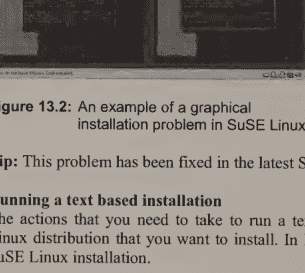 igure 13.2: An example of a graphical
installation problem in SuSE Linux
ip: This problem has been fixed in the latest S
unning a text based installation
he actions that you need to take to run a te
inux distribution that you want to install. In
uSE Linux installation.